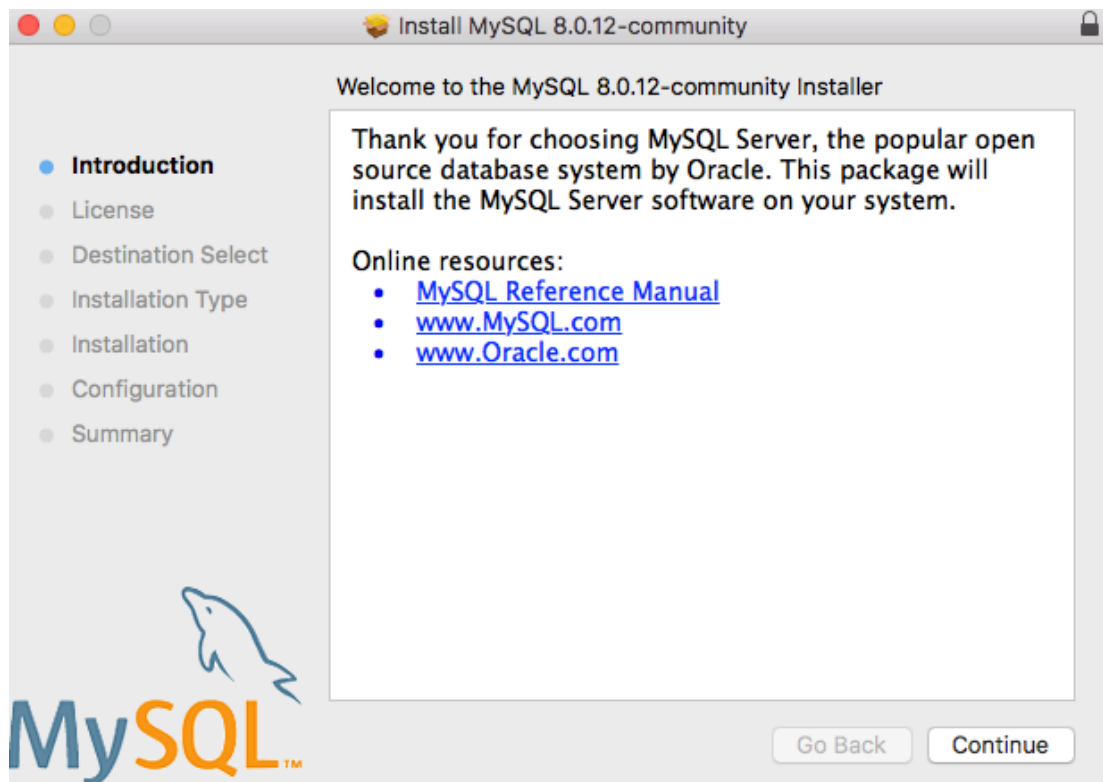 Install MySQL 8.0.12-community
Welcome to the MySQL 8.0.12-community Installer
Introduction
License
Destination Select
Installation Type
Installation
Configuration
Summary
Thank you for choosing MySQL Server, the popular open
source database system by Oracle. This package will
install the MySQL Server software on your system.
Online resources:
• MySQL Reference Manual
• www.MySQL.com
• www.Oracle.com
MySQL™
Go Back
Continue